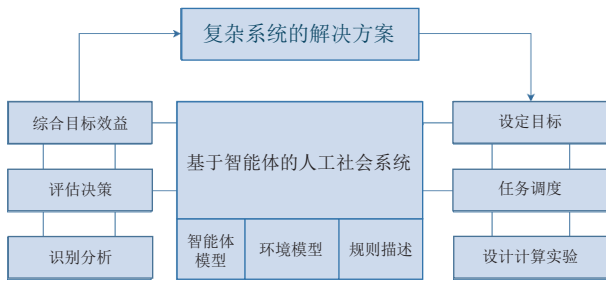 复杂系统的解决方案
综合目标效益
评估决策
识别分析
基于智能体的人工社会系统
智能体
模型
环境模型
规则描述
设定目标
任务调度
设计计算实验